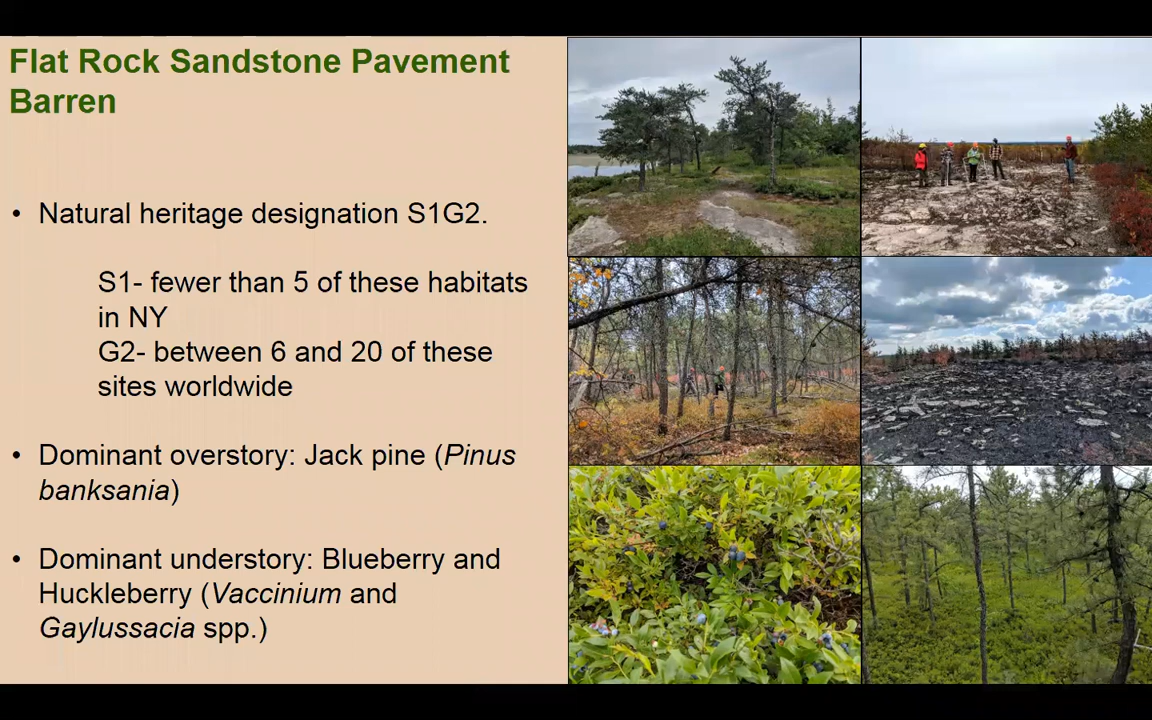 Flat Rock Sandstone Pavement
Barren
• Natural heritage designation S1G2.
S1- fewer than 5 of these habitats
in NY
G2- between 6 and 20 of these
sites worldwide
• Dominant overstory: Jack pine (Pinus
banksania)
• Dominant understory: Blueberry and
Huckleberry (Vaccinium and
Gaylussacia spp.)